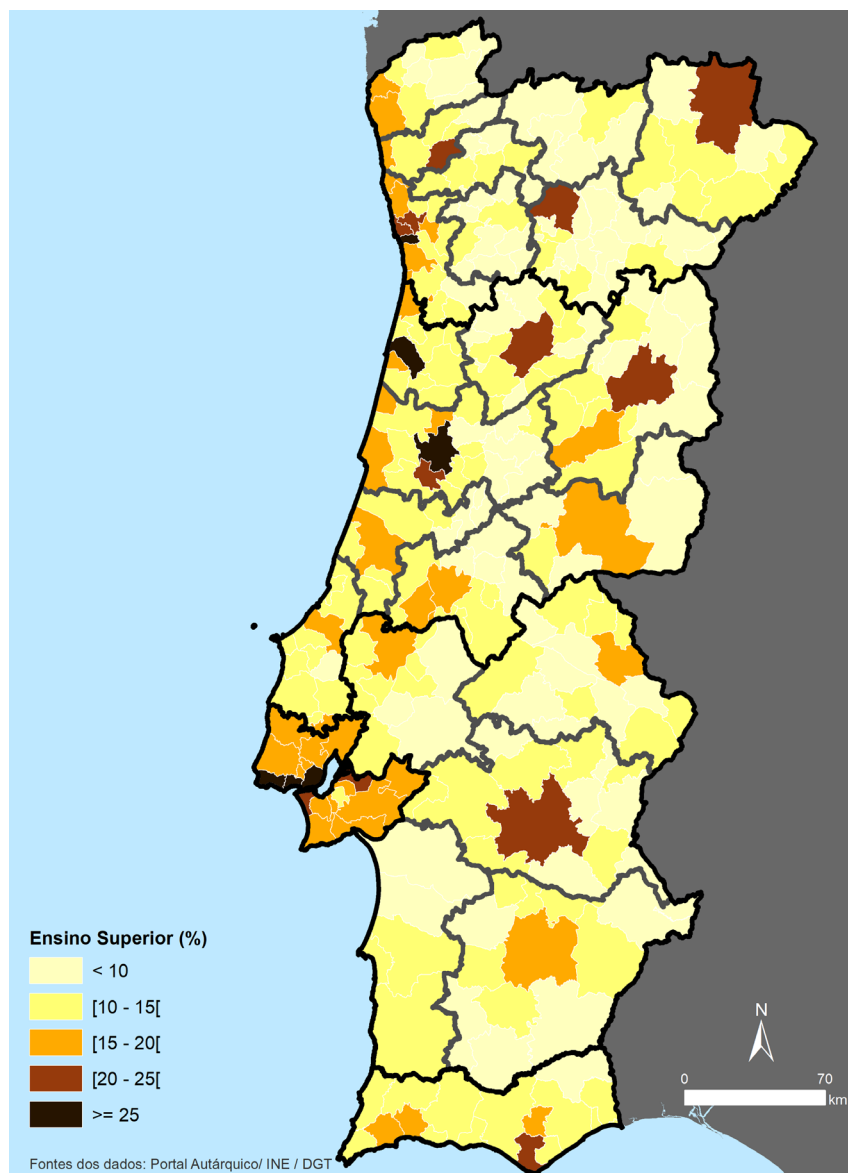 Ensino Superior (%)
< 10
[10 - 15[
[15 - 20[
[20 - 25[
>= 25
N
0 70
km
Fontes dos dados: Portal Autárquico/ INE / DGT